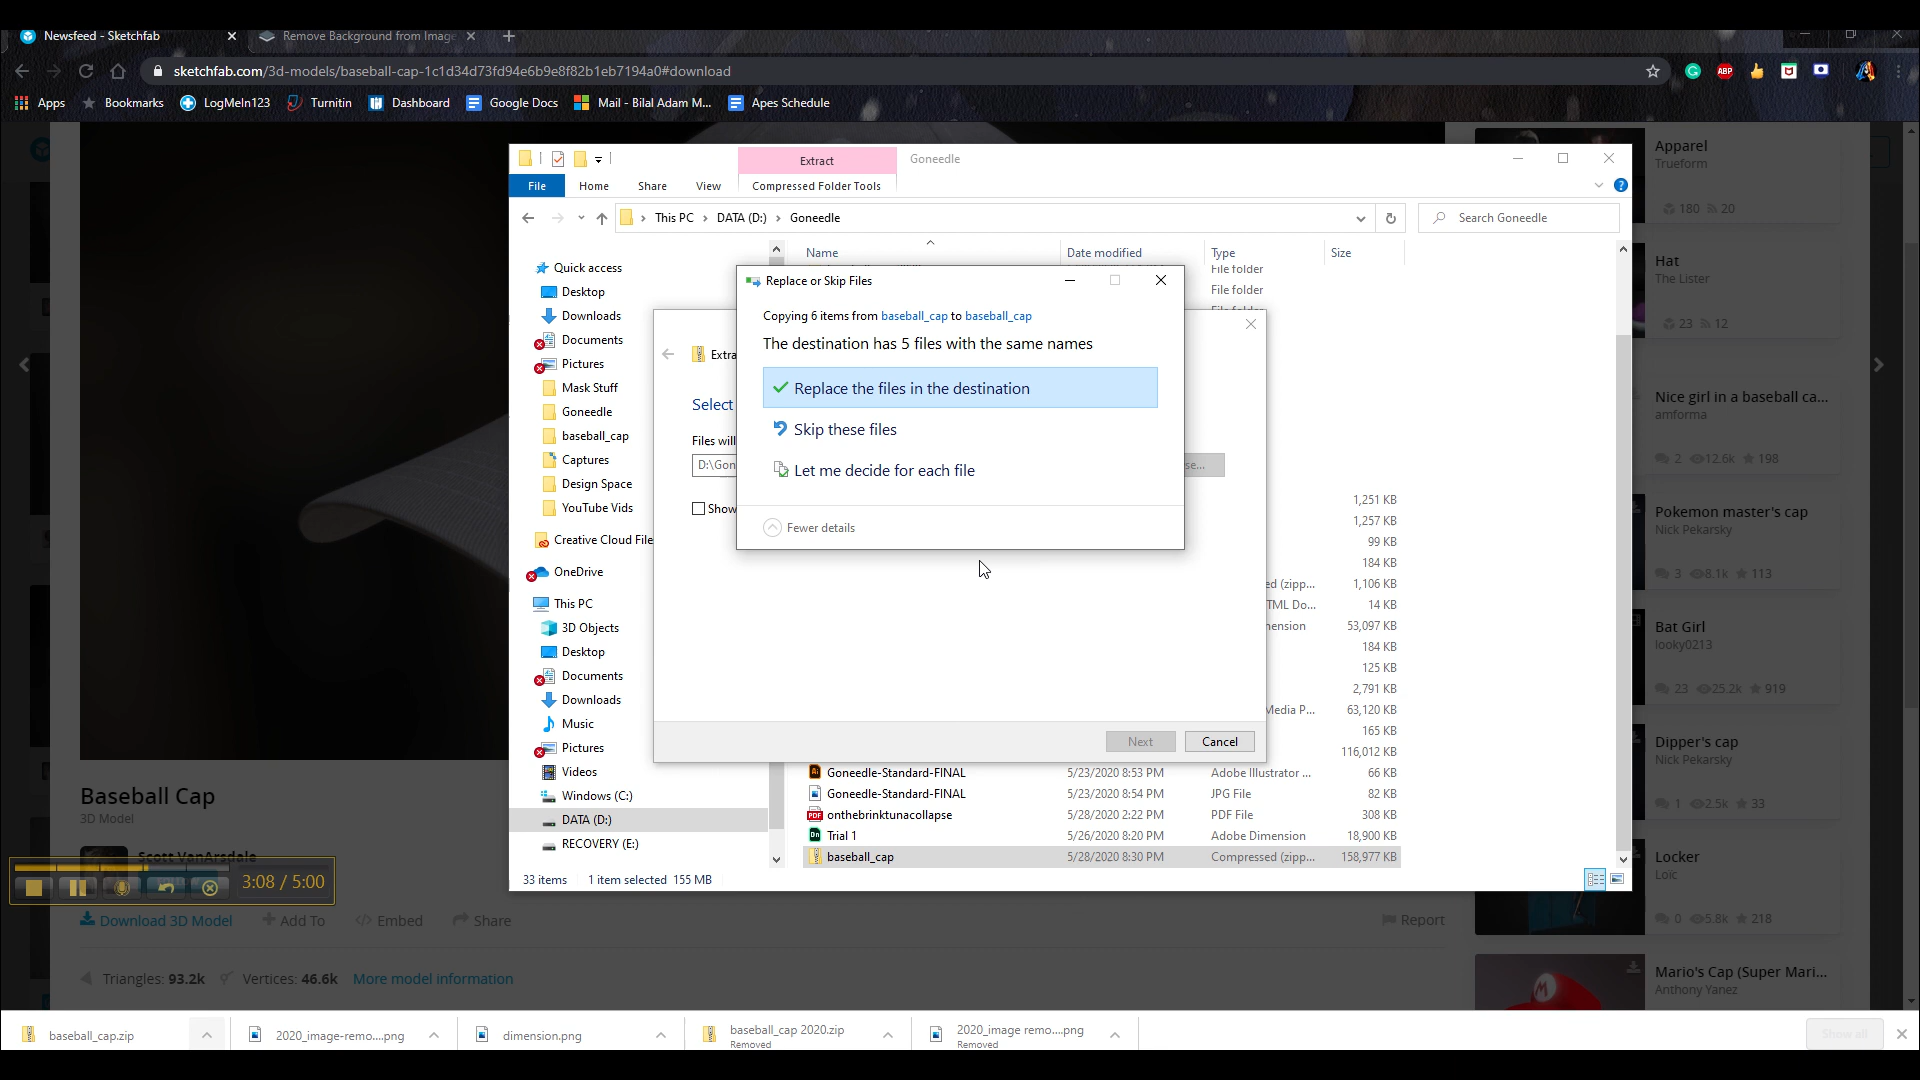 Newsfeed - Sketchfab
Remove Background from Image
sketchfab.com/3d-models/baseball-cap-1c1d34d73fd94e6b9e8f82b1eb7194a0#download
ABP
Apps
Bookmarks
LogMeIn123
Turnitin
Dashboard
Google Docs
Mail - Bilal Adam M...
Apes Schedule
Extract
Goneedle
File
Home
Share
View
Compressed Folder Tools
This PC
DATA (D:)
Goneedle
Search Goneedle
Name
Date modified
Type
Size
Quick access
Desktop
Downloads
Documents
Pictures
Mask Stuff
Goneedle
baseball_cap
Captures
Design Space
YouTube Vids
Creative Cloud File
OneDrive
This PC
3D Objects
Desktop
Documents
Downloads
Music
Pictures
Videos
Windows (C:)
DATA (D:)
RECOVERY (E:)
File folder
File folder
Replace or Skip Files
Copying 6 items from baseball_cap to baseball_cap
The destination has 5 files with the same names
Replace the files in the destination
Skip these files
Let me decide for each file
Fewer details
Extra
Select
Files will
D:\Gon
se...
Show
Next
Cancel
1,251 KB
1,257 KB
99 KB
184 KB
ed (zipp... 1,106 KB
TML Do... 14 KB
nension 53,097 KB
184 KB
125 KB
2,791 KB
Media P... 63,120 KB
165 KB
116,012 KB
Goneedle-Standard-FINAL 5/23/2020 8:53 PM Adobe Illustrator ... 66 KB
Goneedle-Standard-FINAL 5/23/2020 8:54 PM JPG File 82 KB
onthebrinktunacollapse 5/28/2020 2:22 PM PDF File 308 KB
Trial 1 5/26/2020 8:20 PM Adobe Dimension 18,900 KB
baseball_cap 5/28/2020 8:30 PM Compressed (zipp... 158,977 KB
33 items
1 item selected 155 MB
Apparel
Trueform
180 20
Hat
The Lister
23 12
Nice girl in a baseball ca...
amforma
2 12.6k 198
Pokemon master's cap
Nick Pekarsky
3 8.1k 113
Bat Girl
looky0213
23 25.2k 919
Dipper's cap
Nick Pekarsky
1 2.5k 33
Locker
Loic
0 5.8k 218
Mario's Cap (Super Mari...
Anthony Yanez
Baseball Cap
3D Model
Scott VanArsdale
3:08 / 5:00
Download 3D Model
Add To
Embed
Share
Report
Triangles: 93.2k
Vertices: 46.6k
More model information
baseball_cap.zip
2020_image-remo....png
dimension.png
baseball_cap 2020.zip
Removed
2020_image remo....png
Removed
Show all